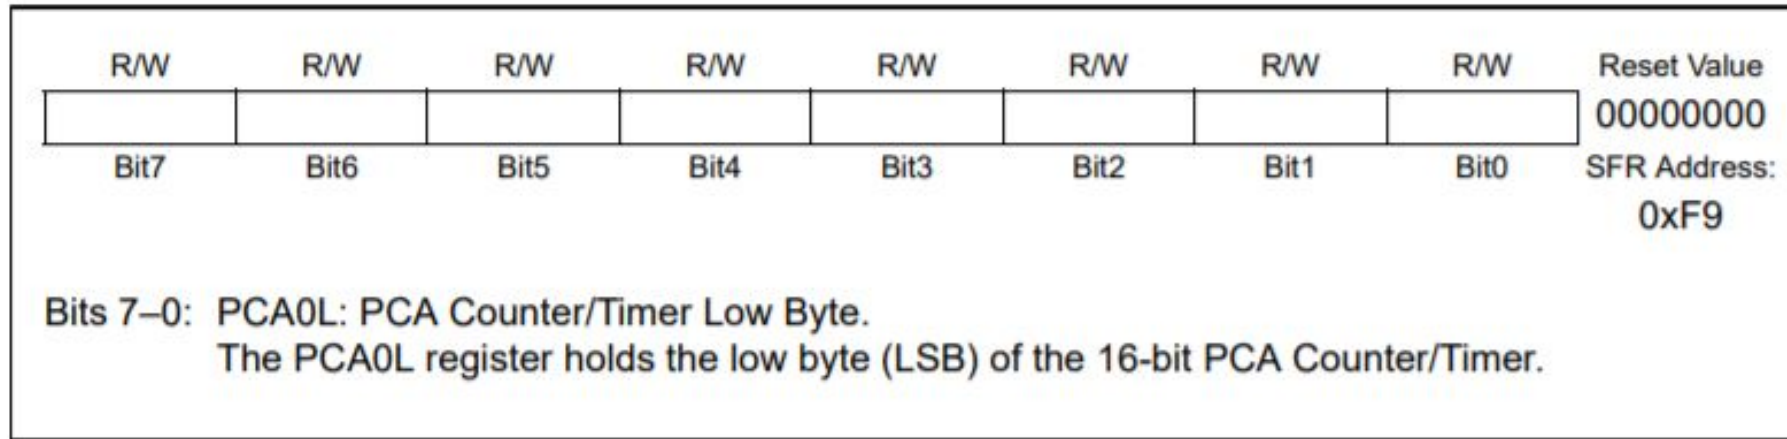 R/W R/W R/W R/W R/W R/W R/W R/W Reset Value
00000000
Bit7 Bit6 Bit5 Bit4 Bit3 Bit2 Bit1 Bit0 SFR Address:
0xF9
Bits 7–0: PCA0L: PCA Counter/Timer Low Byte.
The PCA0L register holds the low byte (LSB) of the 16-bit PCA Counter/Timer.